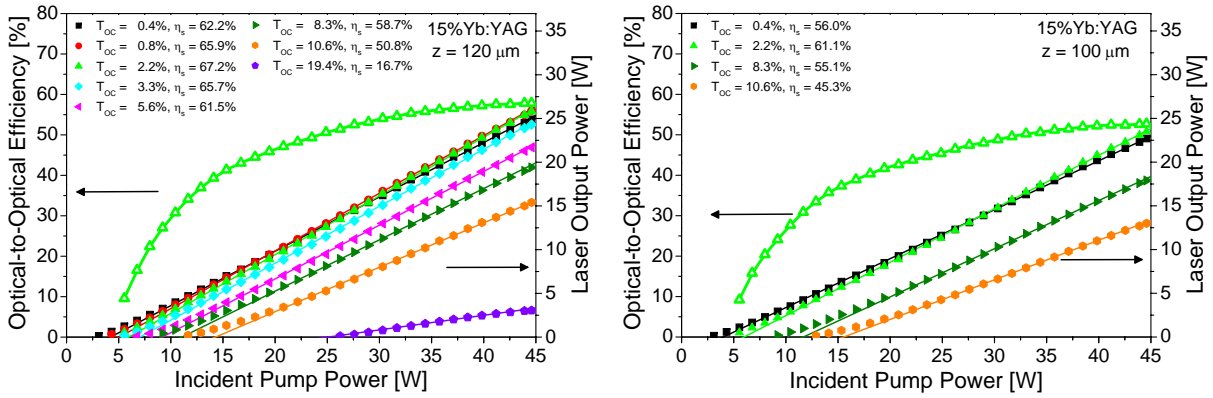 Optical-to-Optical Efficiency [%]
80
70
60
50
40
30
20
10
0
T_OC = 0.4%, η_s = 62.2%
T_OC = 0.8%, η_s = 65.9%
T_OC = 2.2%, η_s = 67.2%
T_OC = 3.3%, η_s = 65.7%
T_OC = 5.6%, η_s = 61.5%
T_OC = 8.3%, η_s = 58.7%
T_OC = 10.6%, η_s = 50.8%
T_OC = 19.4%, η_s = 16.7%
15%Yb:YAG
z = 120 μm
35
30
25
20
15
10
5
0
Laser Output Power [W]
0 5 10 15 20 25 30 35 40 45
Incident Pump Power [W]
Optical-to-Optical Efficiency [%]
80
70
60
50
40
30
20
10
0
T_OC = 0.4%, η_s = 56.0%
T_OC = 2.2%, η_s = 61.1%
T_OC = 8.3%, η_s = 55.1%
T_OC = 10.6%, η_s = 45.3%
15%Yb:YAG
z = 100 μm
35
30
25
20
15
10
5
0
Laser Output Power [W]
0 5 10 15 20 25 30 35 40 45
Incident Pump Power [W]